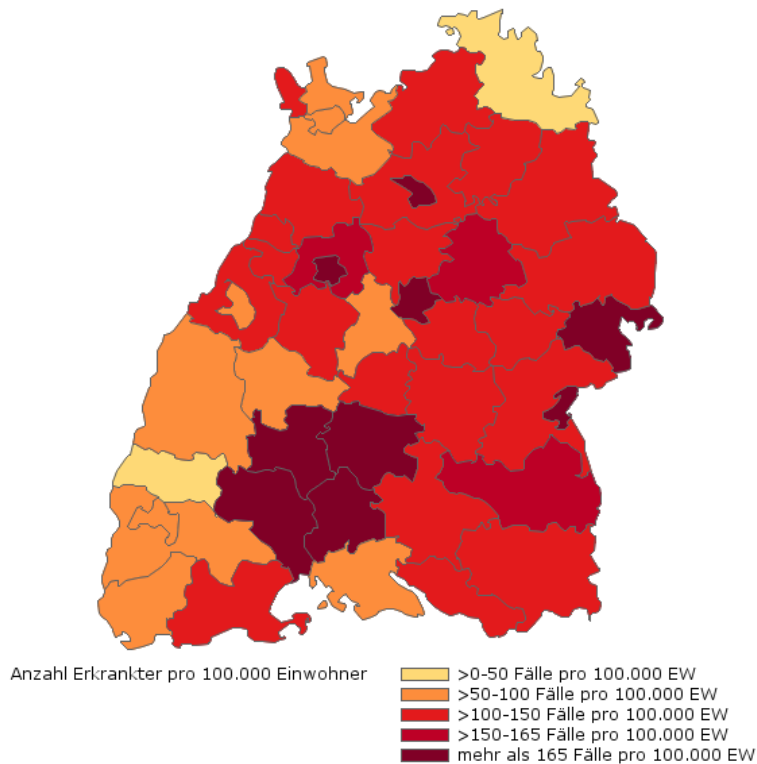 Anzahl Erkrankter pro 100.000 Einwohner
>0-50 Fälle pro 100.000 EW
>50-100 Fälle pro 100.000 EW
>100-150 Fälle pro 100.000 EW
>150-165 Fälle pro 100.000 EW
mehr als 165 Fälle pro 100.000 EW